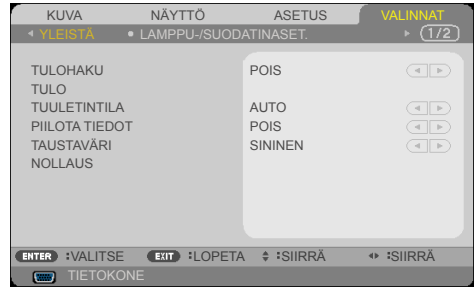 KUVA NÄYTTÖ ASETUS VALINNAT
YLEISTÄ • LAMPPU-/SUODATINASET. 1/2
TULOHAKU POIS
TULO
TUULETINTILA AUTO
PIILOTA TIEDOT POIS
TAUSTAVÄRI SININEN
NOLLAUS
ENTER :VALITSE EXIT :LOPETA :SIIRRÄ :SIIRRÄ
TIETOKONE